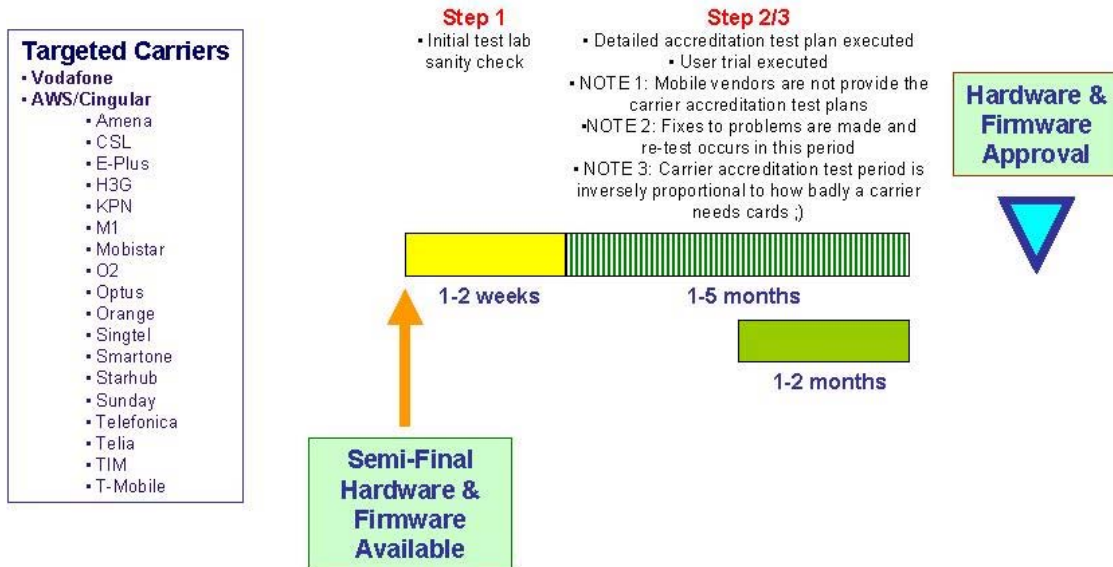 Targeted Carriers
▪ Vodafone
▪ AWS/Cingular
▪ Amena
▪ CSL
▪ E-Plus
▪ H3G
▪ KPN
▪ M1
▪ Mobistar
▪ O2
▪ Optus
▪ Orange
▪ Singtel
▪ Smartone
▪ Starhub
▪ Sunday
▪ Telefonica
▪ Telia
▪ TIM
▪ T-Mobile
Step 1
▪ Initial test lab
sanity check
Step 2/3
▪ Detailed accreditation test plan executed
▪ User trial executed
▪ NOTE 1: Mobile vendors are not provide the
carrier accreditation test plans
▪NOTE 2: Fixes to problems are made and
re-test occurs in this period
▪ NOTE 3: Carrier accreditation test period is
inversely proportional to how badly a carrier
needs cards ;)
Hardware &
Firmware
Approval
1-2 weeks
1-5 months
1-2 months
Semi-Final
Hardware &
Firmware
Available